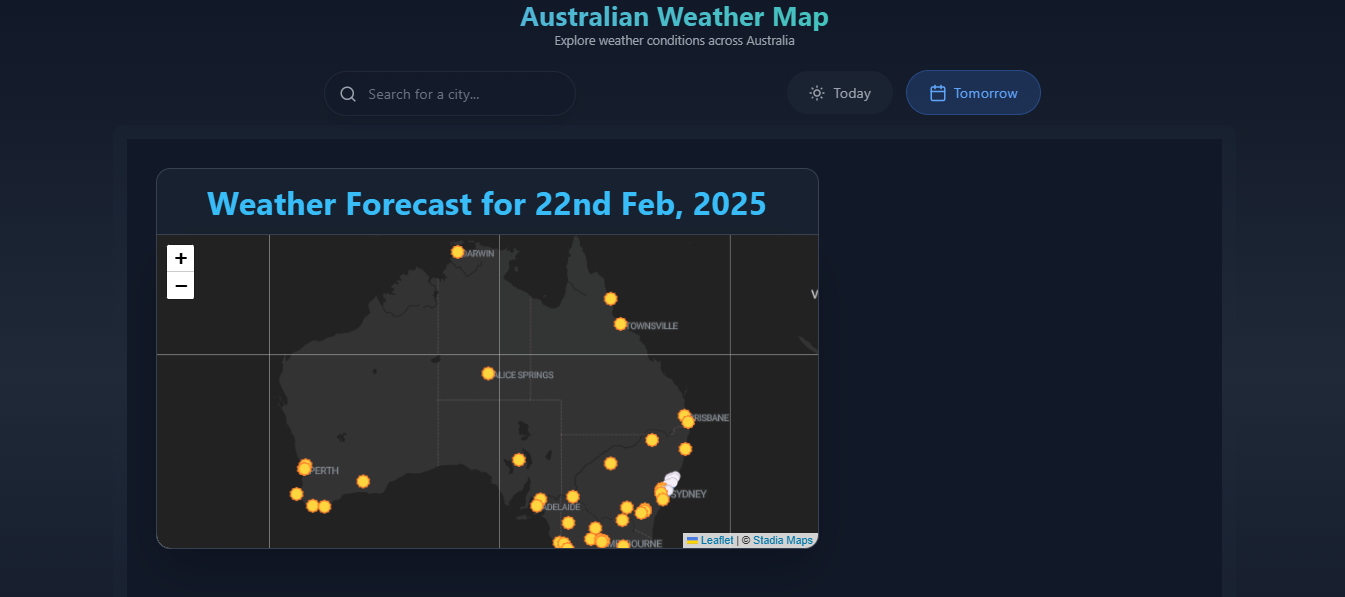 Australian Weather Map
Explore weather conditions across Australia
Search for a city...
Today
Tomorrow
Weather Forecast for 22nd Feb, 2025
+
−
DARWIN
V
TOWNSVILLE
ALICE SPRINGS
BRISBANE
PERTH
SYDNEY
ADELAIDE
MELBOURNE
Leaflet | © Stadia Maps